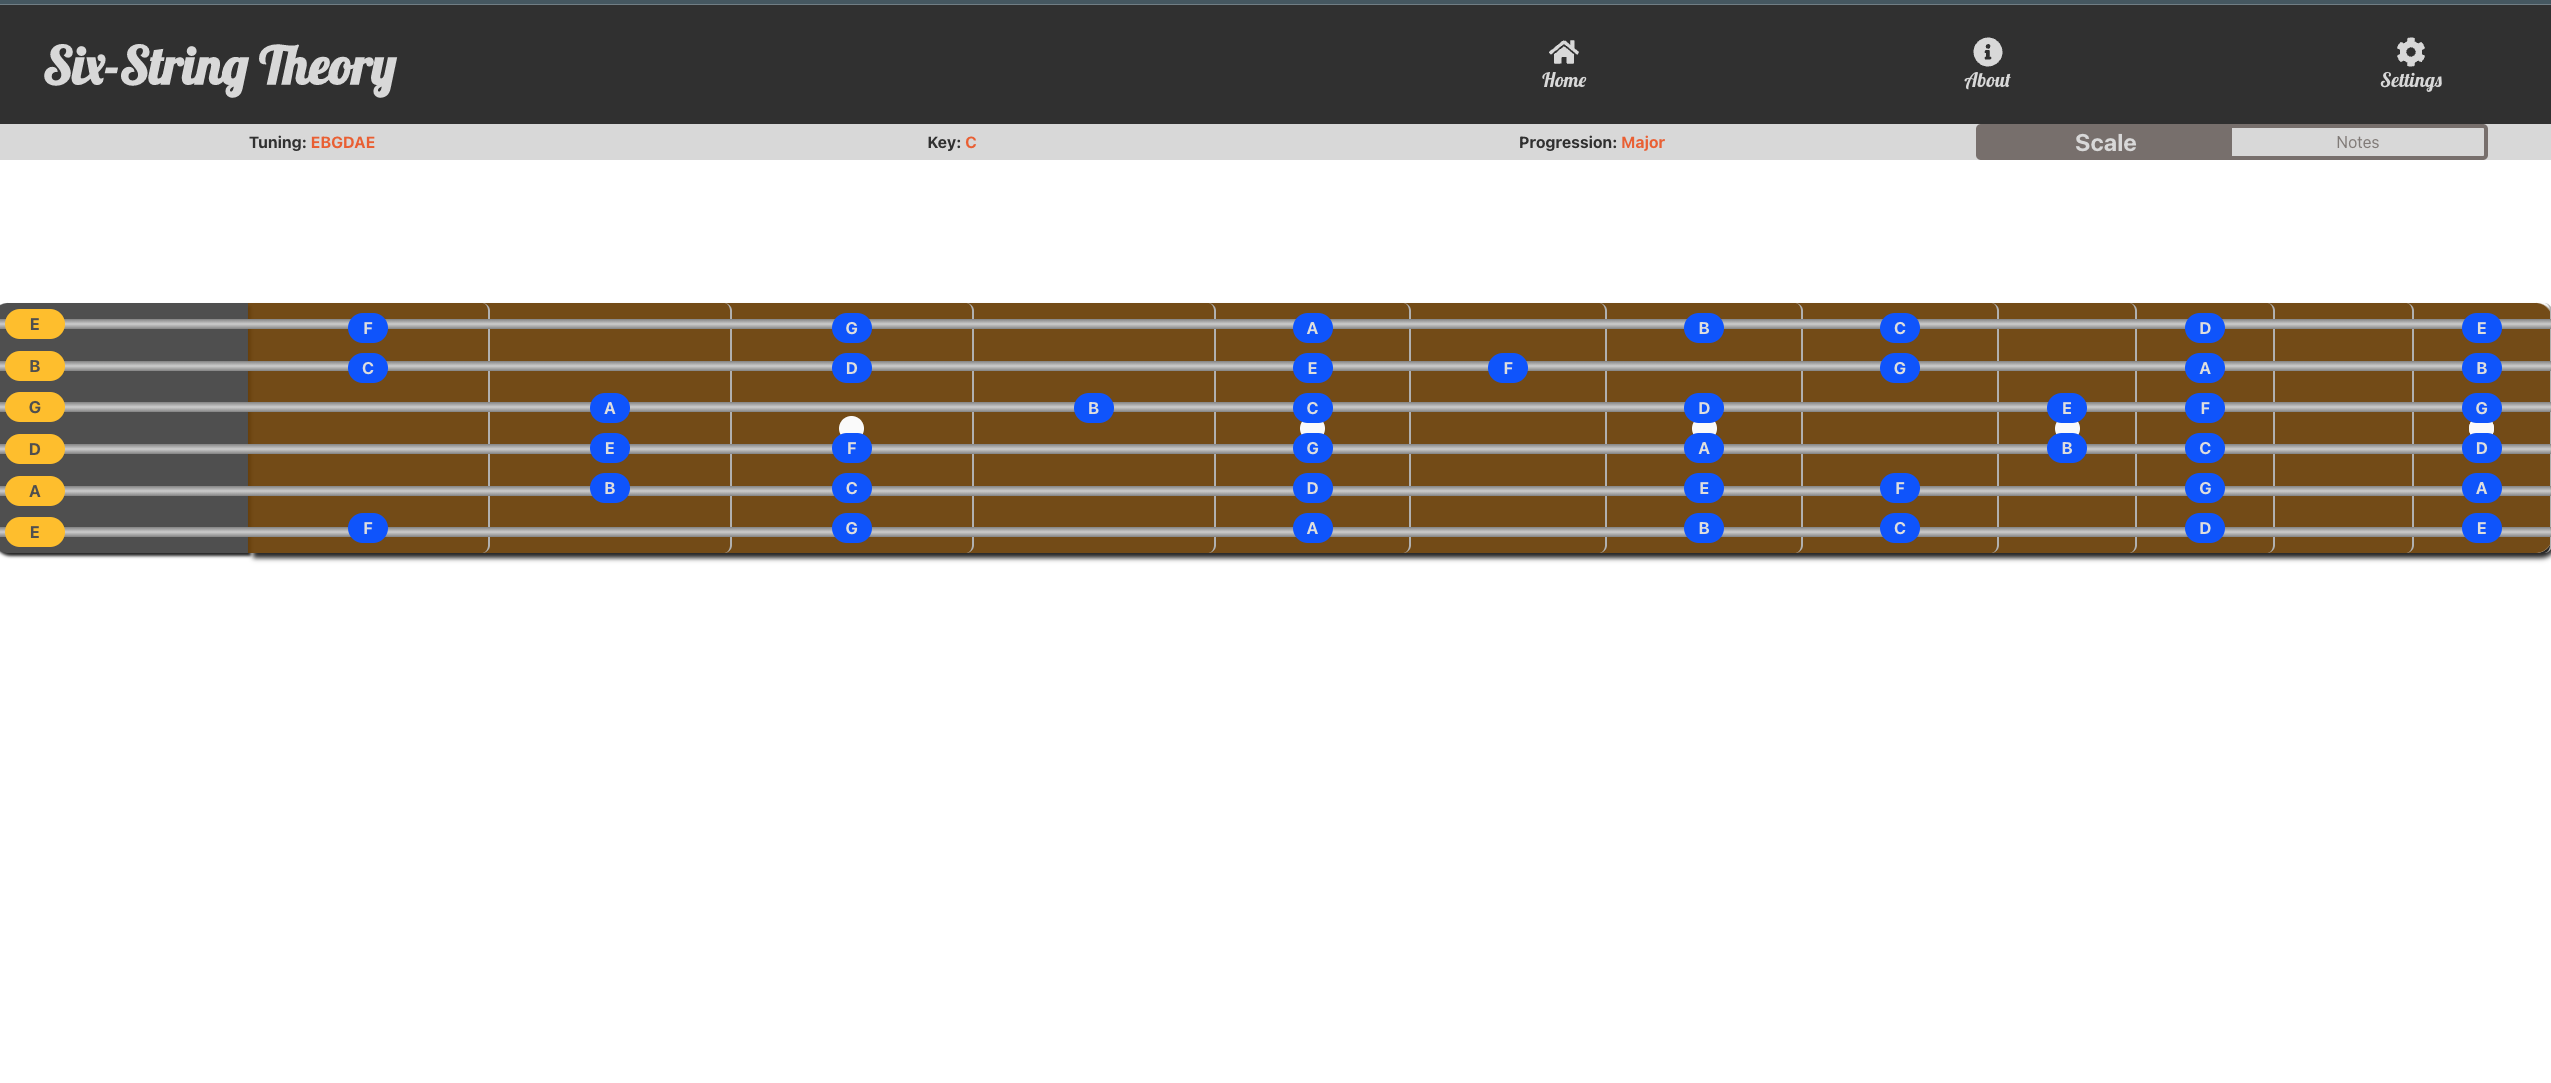 Six-String Theory
Home About Settings
Tuning: EBGDAE Key: C Progression: Major Scale Notes
E F G A B C D E
B C D E F G A B
G A B C D E F G
D E F G A B C D
A B C D E F G A
E F G A B C D E